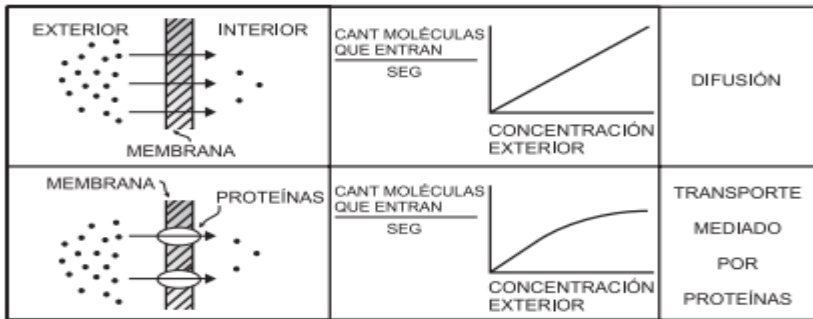 EXTERIOR
INTERIOR
MEMBRANA
CANT MOLÉCULAS
QUE ENTRAN
SEG
CONCENTRACIÓN
EXTERIOR
DIFUSIÓN
MEMBRANA
PROTEÍNAS
CANT MOLÉCULAS
QUE ENTRAN
SEG
CONCENTRACIÓN
EXTERIOR
TRANSPORTE
MEDIADO
POR
PROTEÍNAS